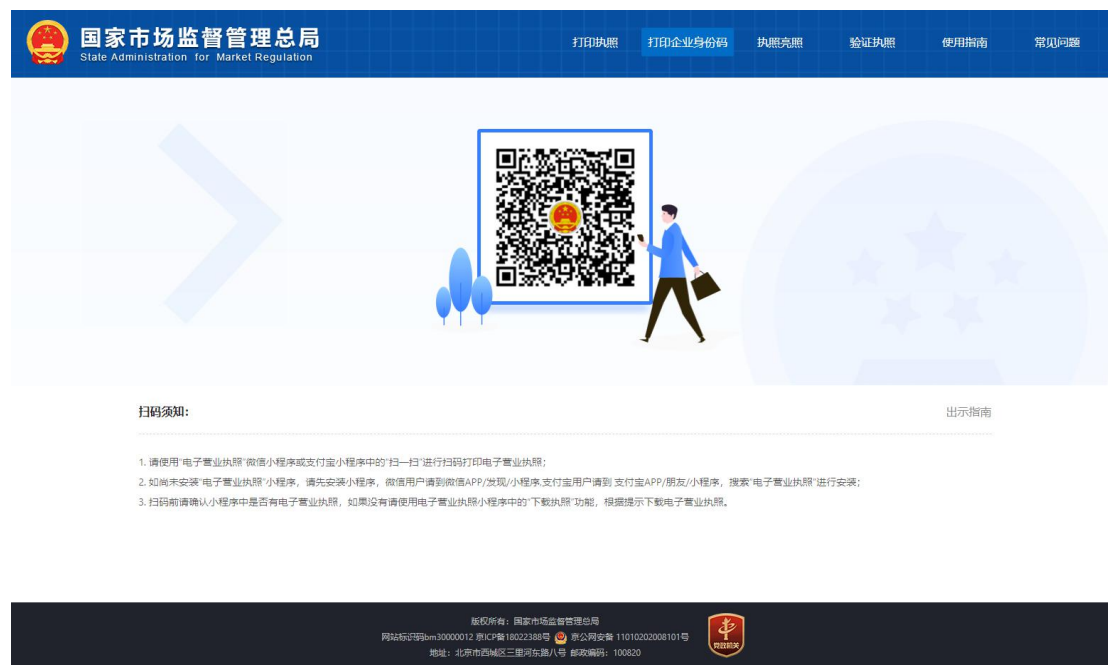 国家市场监督管理总局
State Administration for Market Regulation
打印执照 打印企业身份码 执照亮照 验证执照 使用指南 常见问题
扫码须知：
出示指南
1. 请使用"电子营业执照"微信小程序或支付宝小程序中的"扫一扫"进行扫码打印电子营业执照；
2. 如尚未安装"电子营业执照"小程序，请先安装小程序，微信用户请到微信APP/发现/小程序,支付宝用户请到 支付宝APP/朋友/小程序，搜索"电子营业执照"进行安装；
3. 扫码前请确认小程序中是否有电子营业执照，如果没有请使用电子营业执照小程序中的"下载执照"功能，根据提示下载电子营业执照。
版权所有：国家市场监督管理总局
网站标识码bm30000012 京ICP备18022388号 京公网安备 11010202008101号
地址：北京市西城区三里河东路八号 邮政编码：100820
党政机关